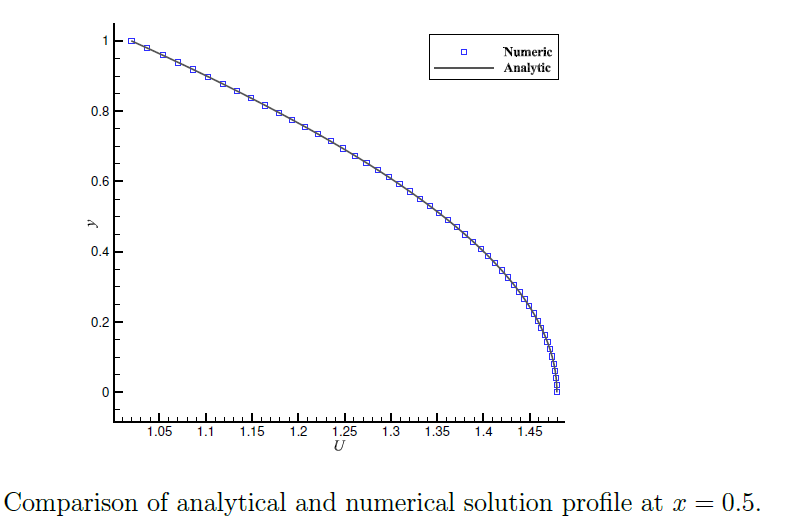 1
0.8
0.6
0.4
0.2
0
y
1.05 1.1 1.15 1.2 1.25 1.3 1.35 1.4 1.45
U
Numeric
Analytic
Comparison of analytical and numerical solution profile at x = 0.5.